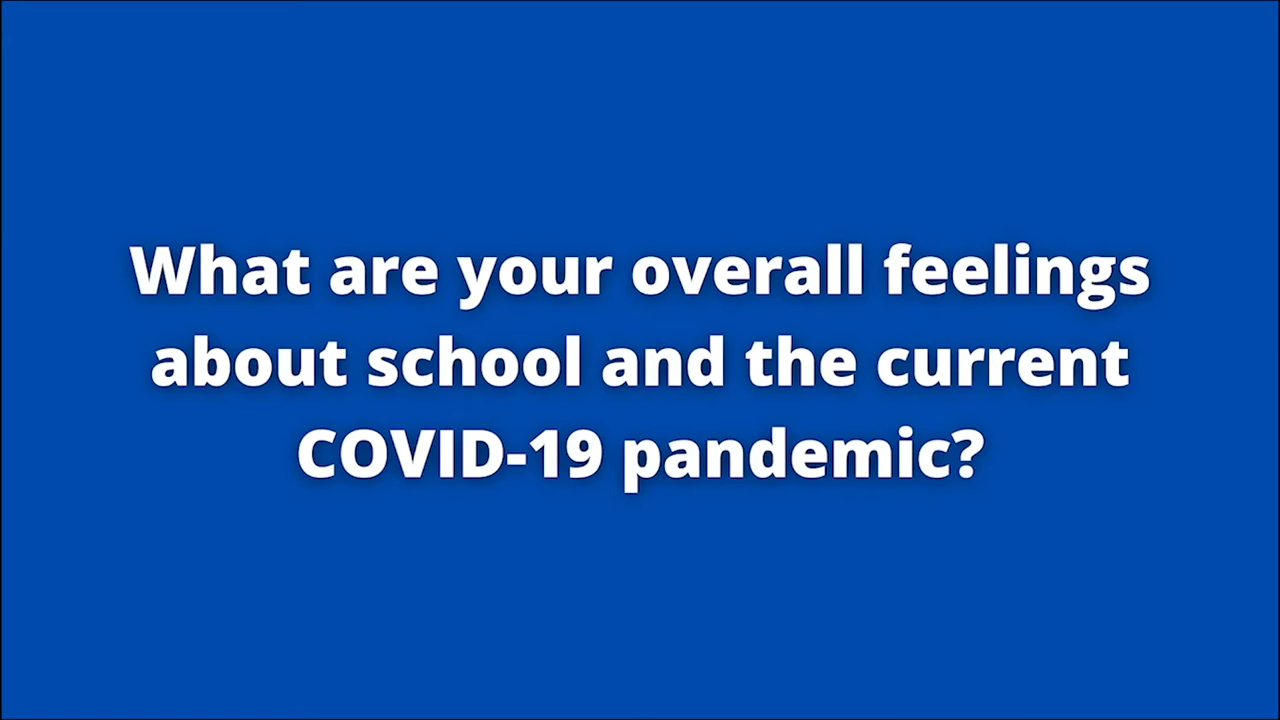 What are your overall feelings
about school and the current
COVID-19 pandemic?